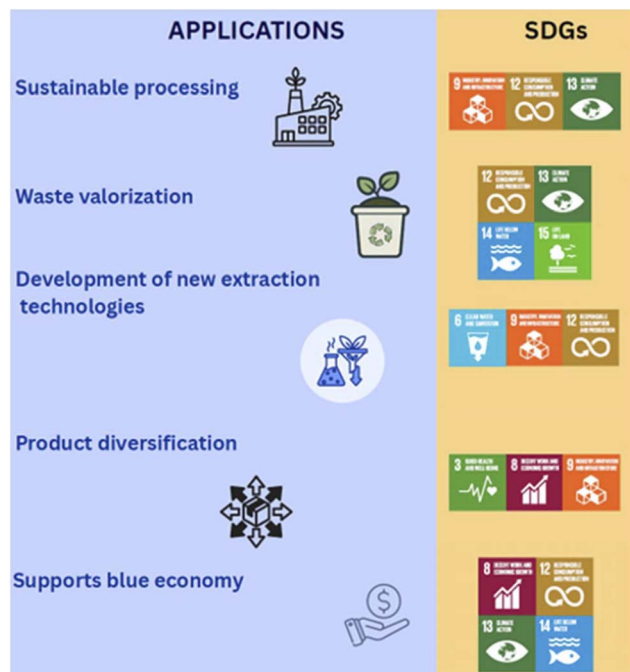 APPLICATIONS
SDGs
Sustainable processing
9 INDUSTRY, INNOVATION
AND INFRASTRUCTURE
12 RESPONSIBLE
CONSUMPTION
AND PRODUCTION
13 CLIMATE
ACTION
Waste valorization
12 RESPONSIBLE
CONSUMPTION
AND PRODUCTION
13 CLIMATE
ACTION
14 LIFE BELOW
WATER
15 LIFE
ON LAND
Development of new extraction
technologies
6 CLEAN WATER
AND SANITATION
9 INDUSTRY, INNOVATION
AND INFRASTRUCTURE
12 RESPONSIBLE
CONSUMPTION
AND PRODUCTION
Product diversification
3 GOOD HEALTH
AND WELL-BEING
8 DECENT WORK AND
ECONOMIC GROWTH
9 INDUSTRY, INNOVATION
AND INFRASTRUCTURE
Supports blue economy
$
8 DECENT WORK AND
ECONOMIC GROWTH
12 RESPONSIBLE
CONSUMPTION
AND PRODUCTION
13 CLIMATE
ACTION
14 LIFE BELOW
WATER